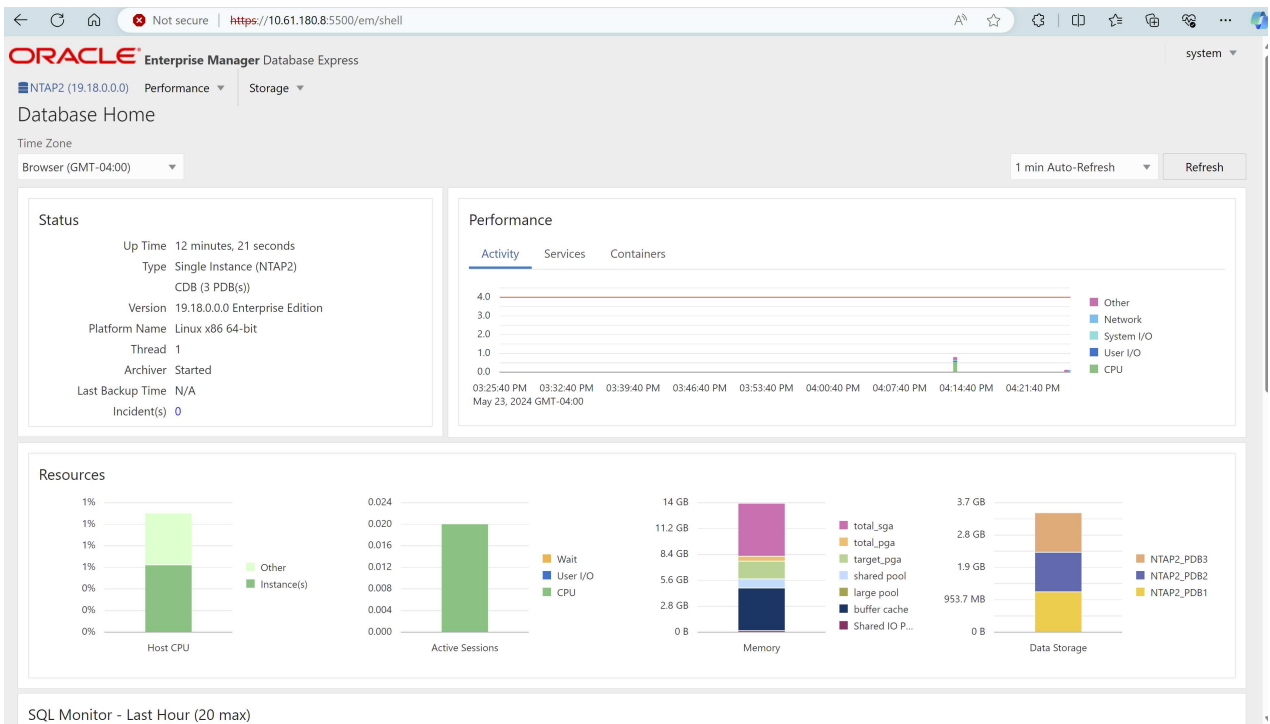 Not secure | https://10.61.180.8:5500/em/shell
ORACLE Enterprise Manager Database Express
system
NTAP2 (19.18.0.0.0) Performance Storage
Database Home
Time Zone
Browser (GMT-04:00)
1 min Auto-Refresh
Refresh
Status
Up Time 12 minutes, 21 seconds
Type Single Instance (NTAP2)
CDB (3 PDB(s))
Version 19.18.0.0.0 Enterprise Edition
Platform Name Linux x86 64-bit
Thread 1
Archiver Started
Last Backup Time N/A
Incident(s) 0
Performance
Activity Services Containers
4.0
3.0
2.0
1.0
0.0
03:25:40 PM 03:32:40 PM 03:39:40 PM 03:46:40 PM 03:53:40 PM 04:00:40 PM 04:07:40 PM 04:14:40 PM 04:21:40 PM
May 23, 2024 GMT-04:00
Other
Network
System I/O
User I/O
CPU
Resources
1%
1%
1%
1%
0%
0%
0%
Host CPU
Other
Instance(s)
0.024
0.020
0.016
0.012
0.008
0.004
0.000
Active Sessions
Wait
User I/O
CPU
14 GB
11.2 GB
8.4 GB
5.6 GB
2.8 GB
0 B
Memory
total_sga
total_pga
target_pga
shared pool
large pool
buffer cache
Shared IO P...
3.7 GB
2.8 GB
1.9 GB
953.7 MB
0 B
Data Storage
NTAP2_PDB3
NTAP2_PDB2
NTAP2_PDB1
SQL Monitor - Last Hour (20 max)